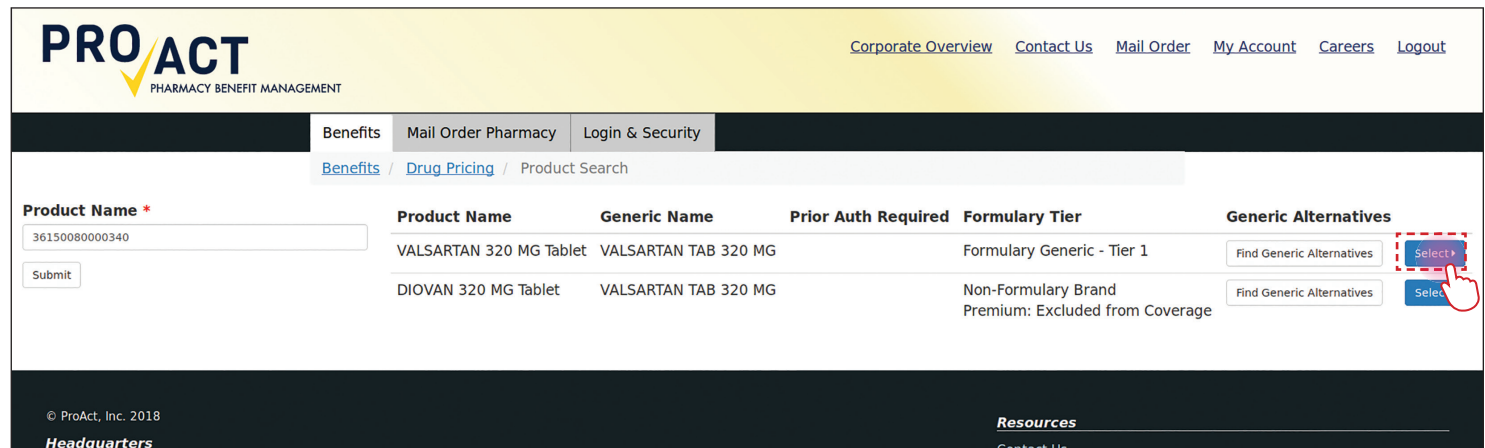 PRO ACT
PHARMACY BENEFIT MANAGEMENT
Corporate Overview Contact Us Mail Order My Account Careers Logout
Benefits Mail Order Pharmacy Login & Security
Benefits / Drug Pricing / Product Search
Product Name *
36150080000340
Submit
Product Name Generic Name Prior Auth Required Formulary Tier Generic Alternatives
VALSARTAN 320 MG Tablet VALSARTAN TAB 320 MG Formulary Generic - Tier 1 Find Generic Alternatives Select
DIOVAN 320 MG Tablet VALSARTAN TAB 320 MG Non-Formulary Brand Find Generic Alternatives Selec
Premium: Excluded from Coverage
© ProAct, Inc. 2018
Resources
Headquarters
Contact Us